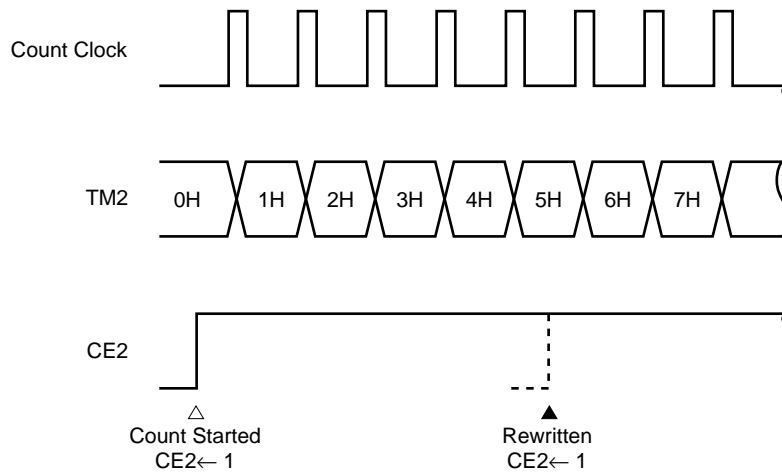 Count Clock
TM2
0H 1H 2H 3H 4H 5H 6H 7H
CE2
Count Started
CE2← 1
Rewritten
CE2← 1